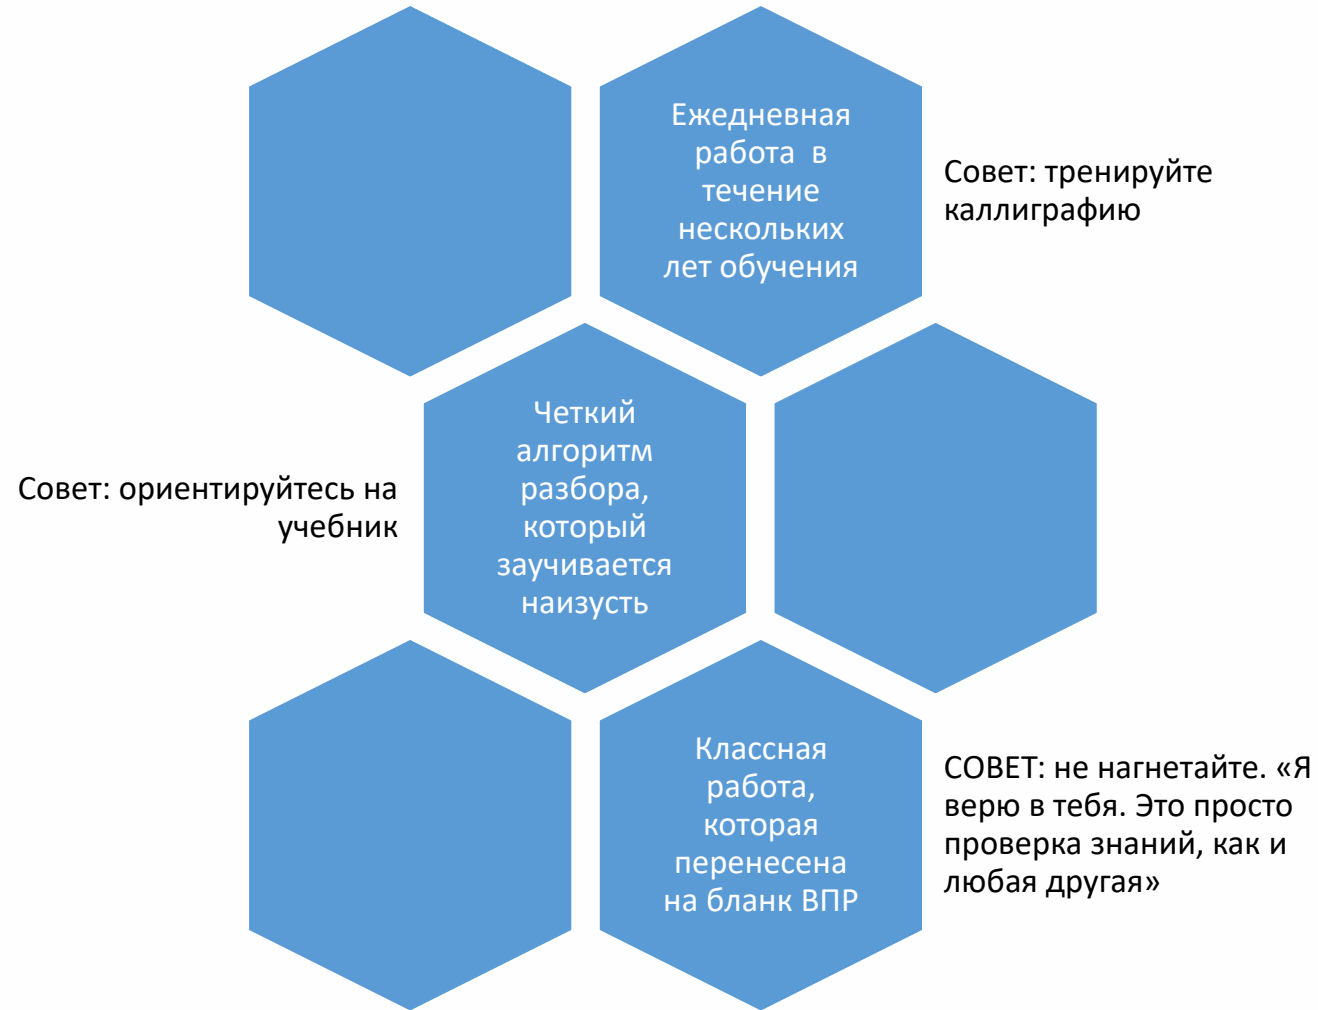 Ежедневная
работа в
течение
нескольких
лет обучения
Совет: тренируйте
каллиграфию
Совет: ориентируйтесь на
учебник
Четкий
алгоритм
разбора,
который
заучивается
наизусть
Классная
работа,
которая
перенесена
на бланк ВПР
СОВЕТ: не нагнетайте. «Я
верю в тебя. Это просто
проверка знаний, как и
любая другая»